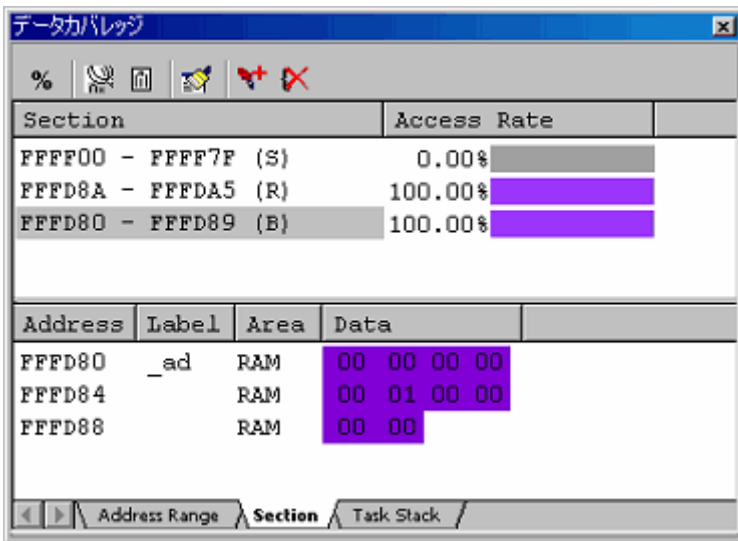 データカバレッジ
%
Section Access Rate
FFFF00 - FFFF7F (S) 0.00%
FFFD8A - FFFDA5 (R) 100.00%
FFFD80 - FFFD89 (B) 100.00%
Address Label Area Data
FFFD80 _ad RAM 00 00 00 00
FFFD84 RAM 00 01 00 00
FFFD88 RAM 00 00
Address Range Section Task Stack